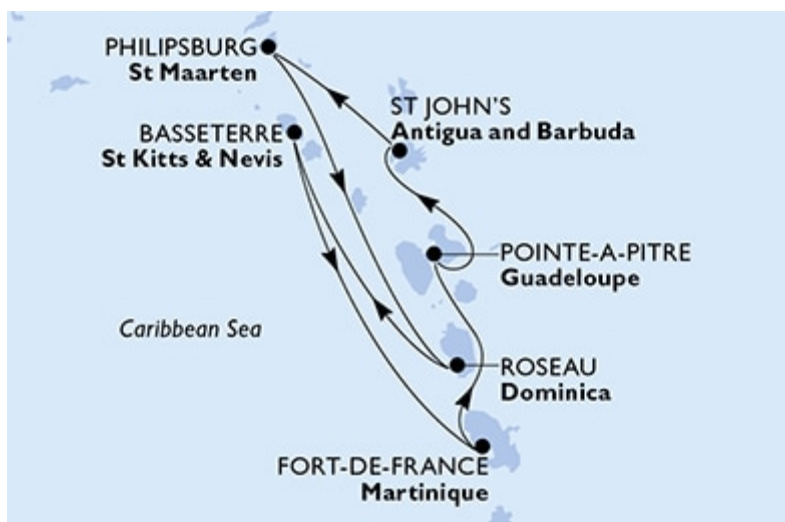 PHILIPSBURG
St Maarten
ST JOHN'S
Antigua and Barbuda
BASSETERRE
St Kitts & Nevis
POINTE-A-PITRE
Guadeloupe
Caribbean Sea
ROSEAU
Dominica
FORT-DE-FRANCE
Martinique